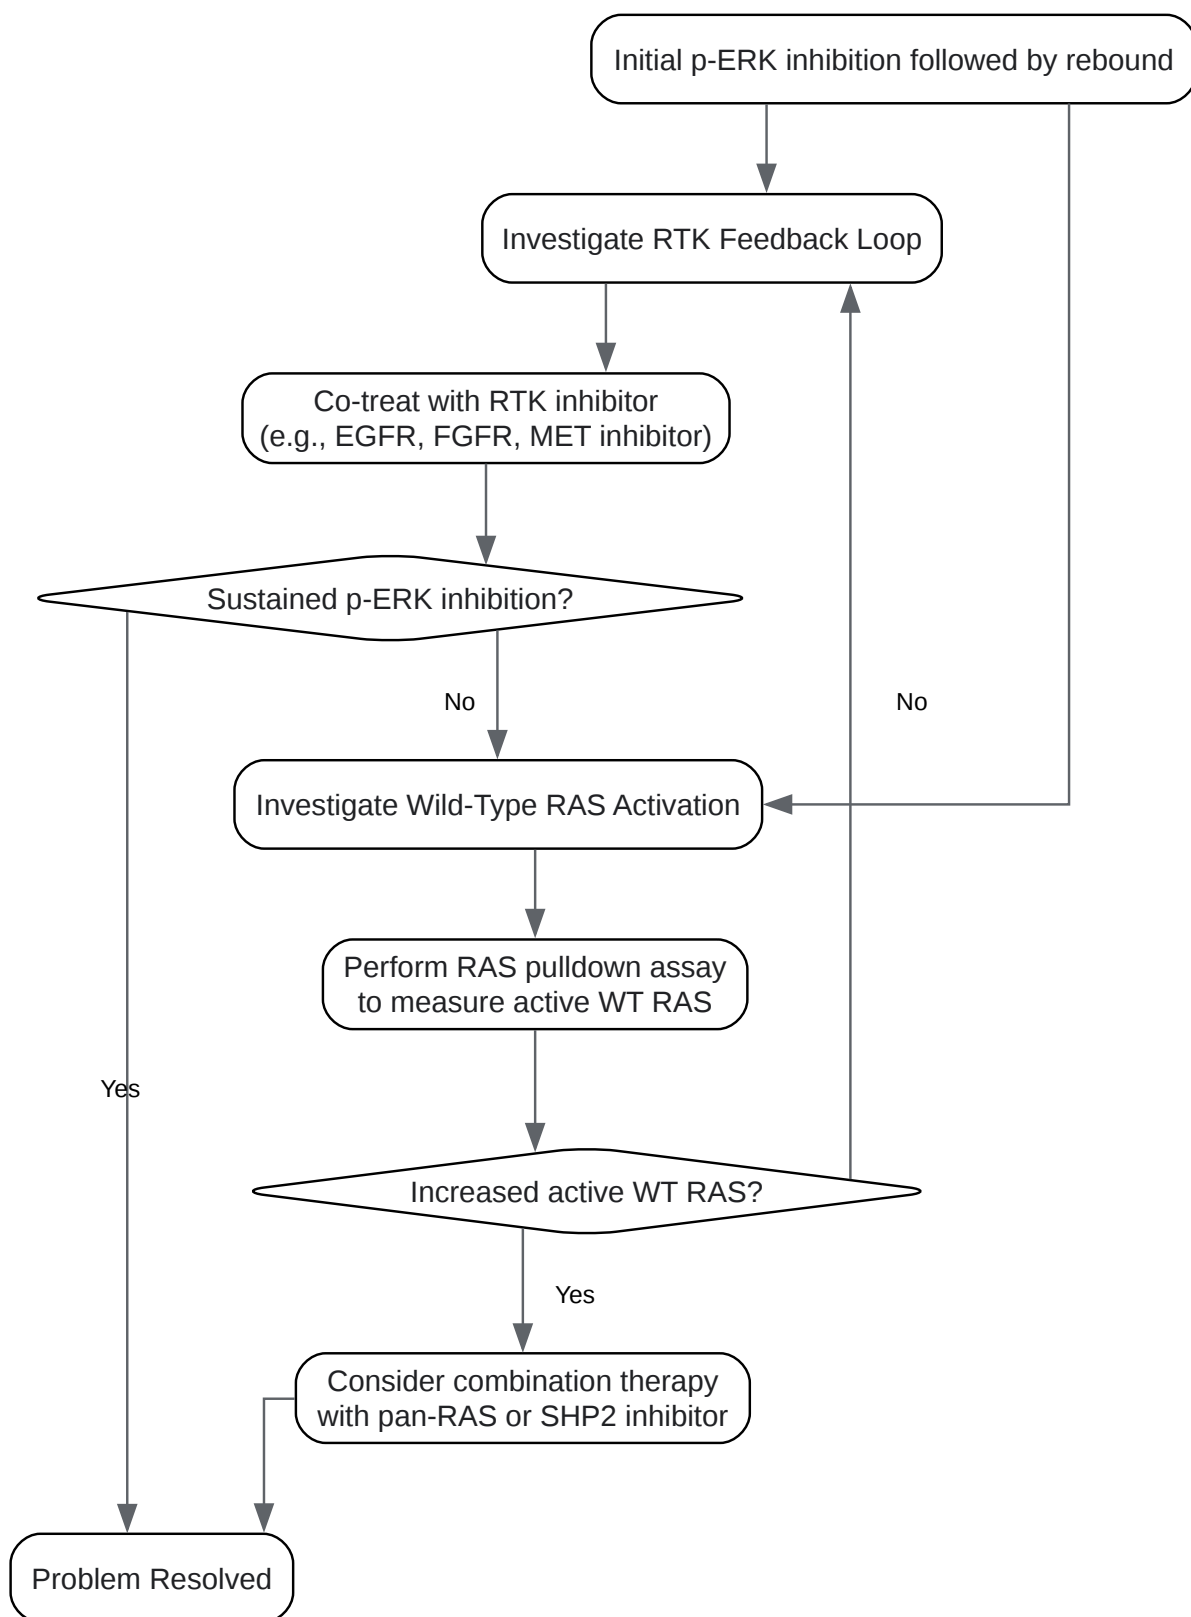 Initial p-ERK inhibition followed by rebound
Investigate RTK Feedback Loop
Co-treat with RTK inhibitor
(e.g., EGFR, FGFR, MET inhibitor)
Sustained p-ERK inhibition?
No
No
Investigate Wild-Type RAS Activation
Perform RAS pulldown assay
to measure active WT RAS
Yes
Increased active WT RAS?
Yes
Consider combination therapy
with pan-RAS or SHP2 inhibitor
Problem Resolved